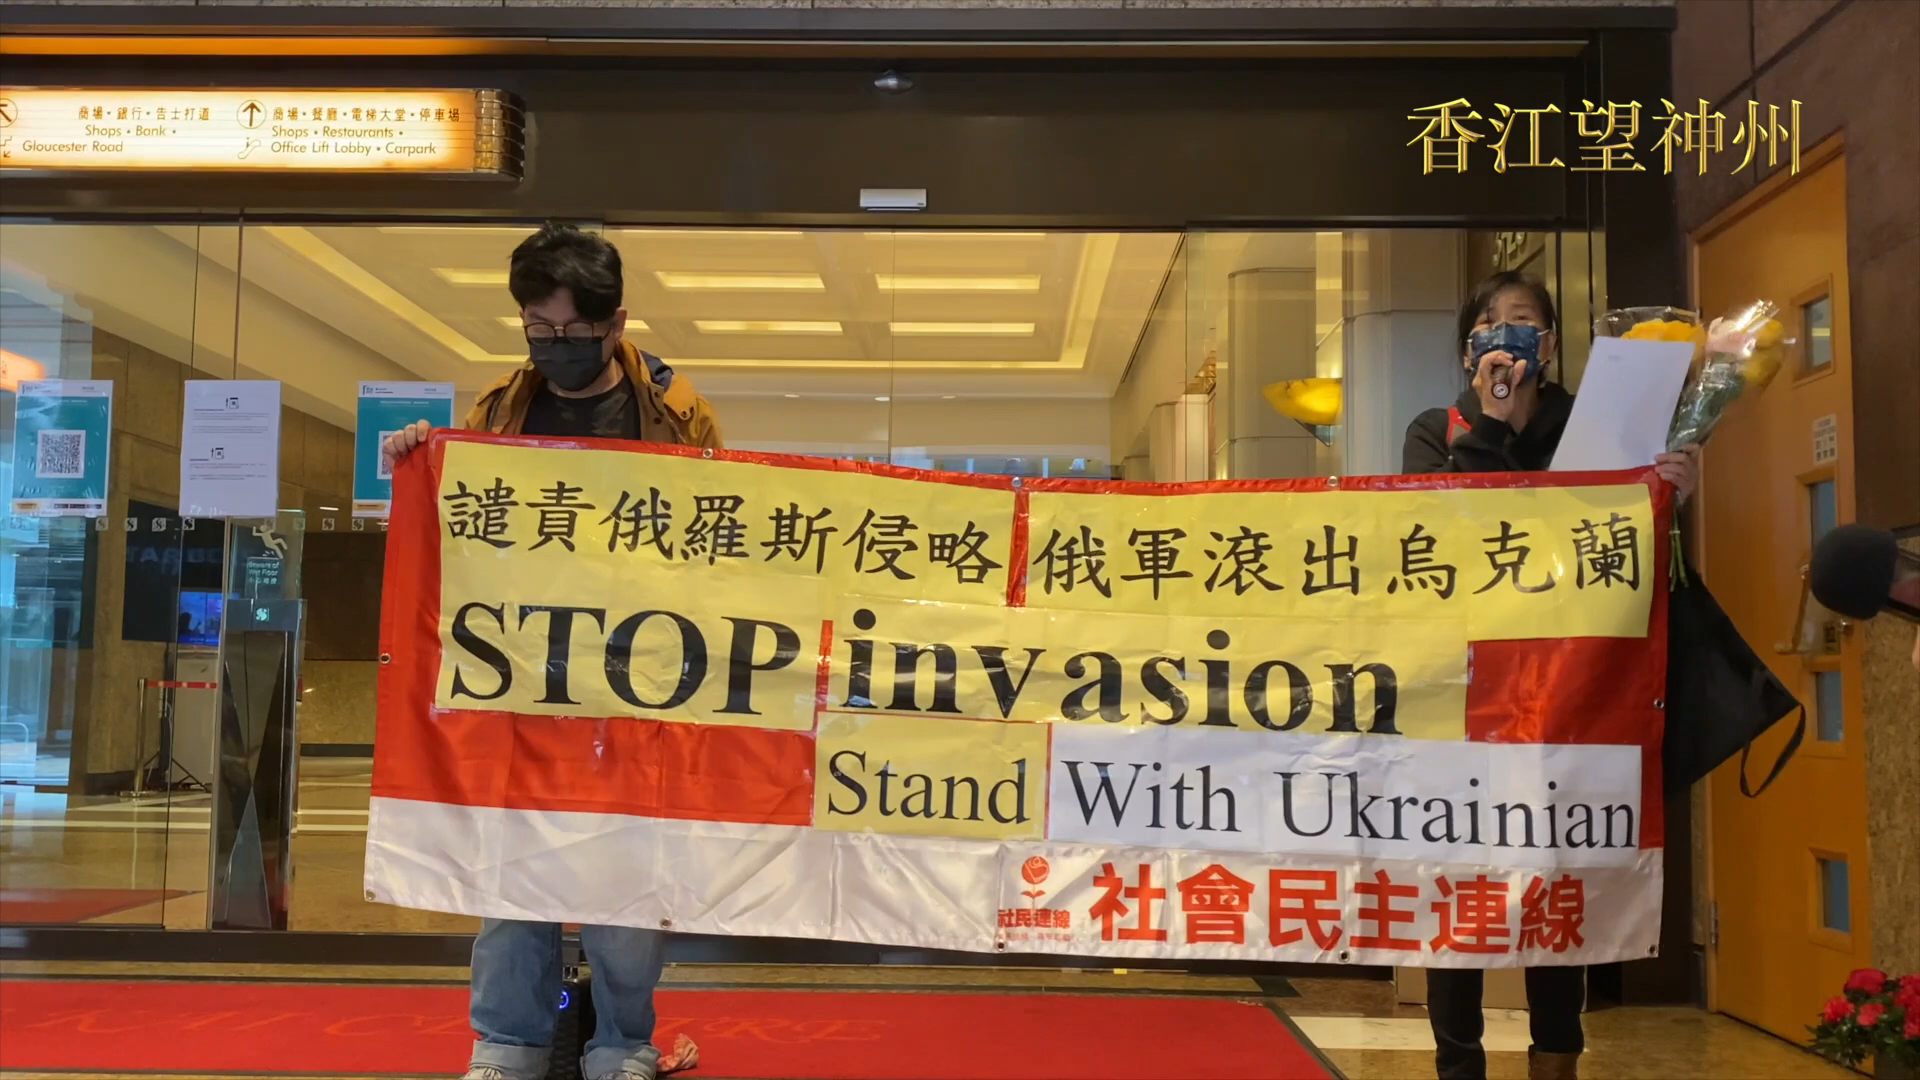 香江望神州
商場・銀行・告士打道
Shops • Bank •
Gloucester Road
商場・餐廳・電梯大堂・停車場
Shops • Restaurants •
Office Lift Lobby • Carpark
譴責俄羅斯侵略 俄軍滾出烏克蘭
STOP invasion
Stand With Ukrainian
社民連線
社會民主連線